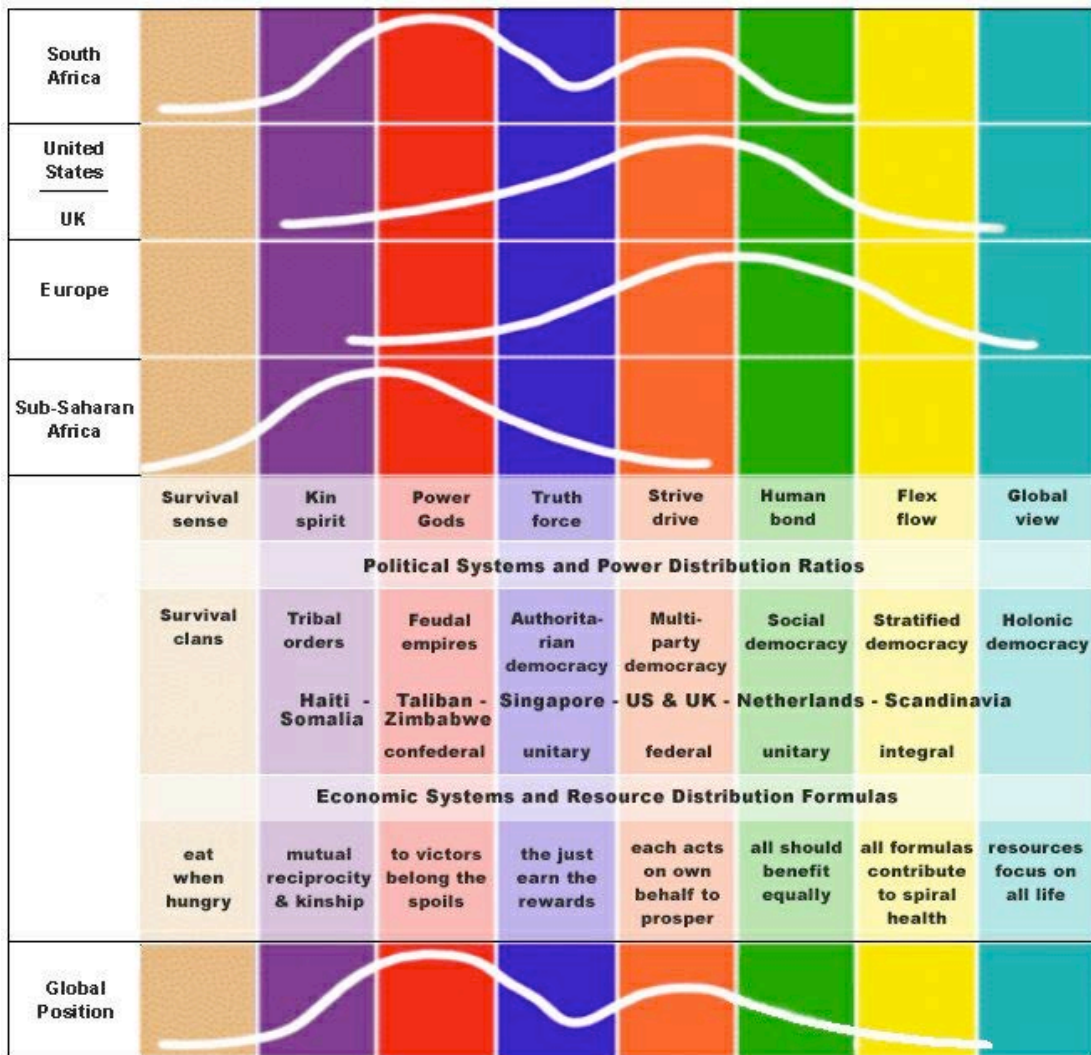 South
Africa
United
States
UK
Europe
Sub-Saharan
Africa
Survival sense
Kin spirit
Power Gods
Truth force
Strive drive
Human bond
Flex flow
Global view
Political Systems and Power Distribution Ratios
Survival clans
Tribal orders
Feudal empires
Authorita-
rian
democracy
Multi-
party
democracy
Social
democracy
Stratified
democracy
Holonic
democracy
Haiti - Taliban - Singapore - US & UK - Netherlands - Scandinavia
Somalia Zimbabwe
confederal unitary federal unitary integral
Economic Systems and Resource Distribution Formulas
eat
when
hungry
mutual
reciprocity
& kinship
to victors
belong the
spoils
the just
earn the
rewards
each acts
on own
behalf to
prosper
all should
benefit
equally
all formulas
contribute
to spiral
health
resources
focus on
all life
Global
Position